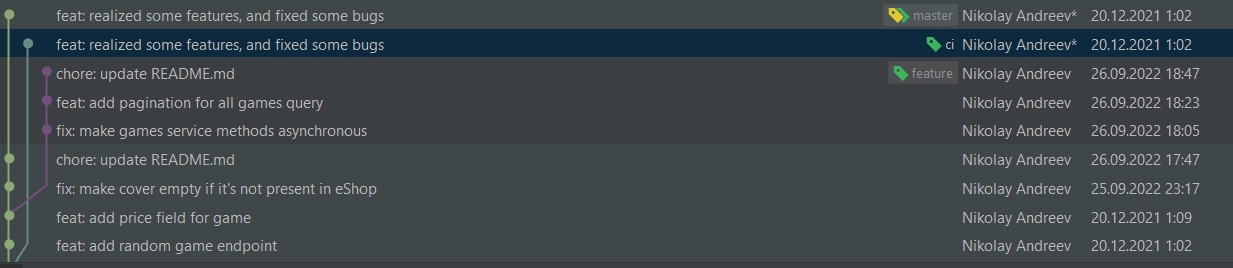 feat: realized some features, and fixed some bugs master Nikolay Andreev* 20.12.2021 1:02
feat: realized some features, and fixed some bugs ci Nikolay Andreev* 20.12.2021 1:02
chore: update README.md feature Nikolay Andreev 26.09.2022 18:47
feat: add pagination for all games query Nikolay Andreev 26.09.2022 18:23
fix: make games service methods asynchronous Nikolay Andreev 26.09.2022 18:05
chore: update README.md Nikolay Andreev 26.09.2022 17:47
fix: make cover empty if it's not present in eShop Nikolay Andreev 25.09.2022 23:17
feat: add price field for game Nikolay Andreev 20.12.2021 1:09
feat: add random game endpoint Nikolay Andreev 20.12.2021 1:02